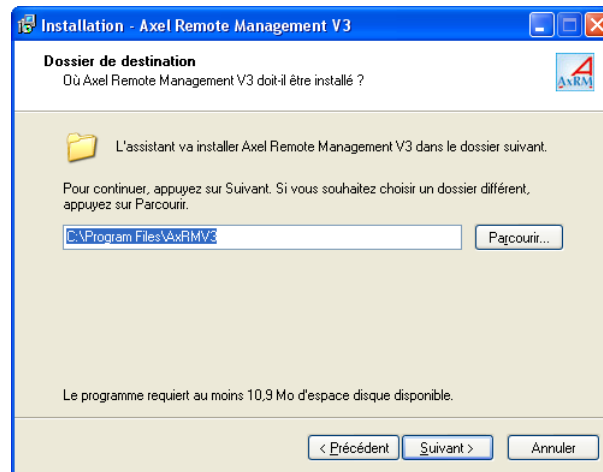 Installation - Axel Remote Management V3
Dossier de destination
Où Axel Remote Management V3 doit-il être installé ?
AxRM
L'assistant va installer Axel Remote Management V3 dans le dossier suivant.
Pour continuer, appuyez sur Suivant. Si vous souhaitez choisir un dossier différent,
appuyez sur Parcourir.
C:\Program Files\AxRMV3
Parcourir...
Le programme requiert au moins 10,9 Mo d'espace disque disponible.
< Précédent
Suivant >
Annuler